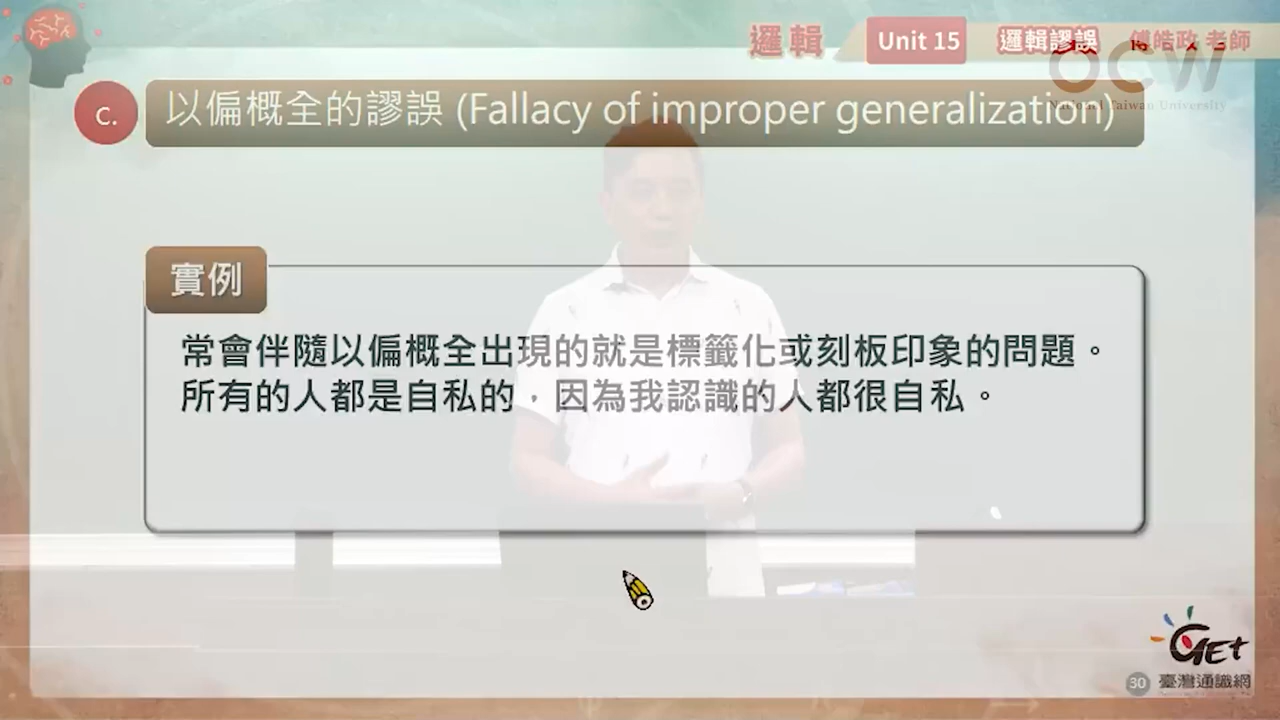 邏輯
Unit 15
邏輯謬誤
傅皓政 老師
OCW
National Taiwan University
c.
以偏概全的謬誤 (Fallacy of improper generalization)
實例
常會伴隨以偏概全出現的就是標籤化或刻板印象的問題。
所有的人都是自私的，因為我認識的人都很自私。
GET
30
臺灣通識網